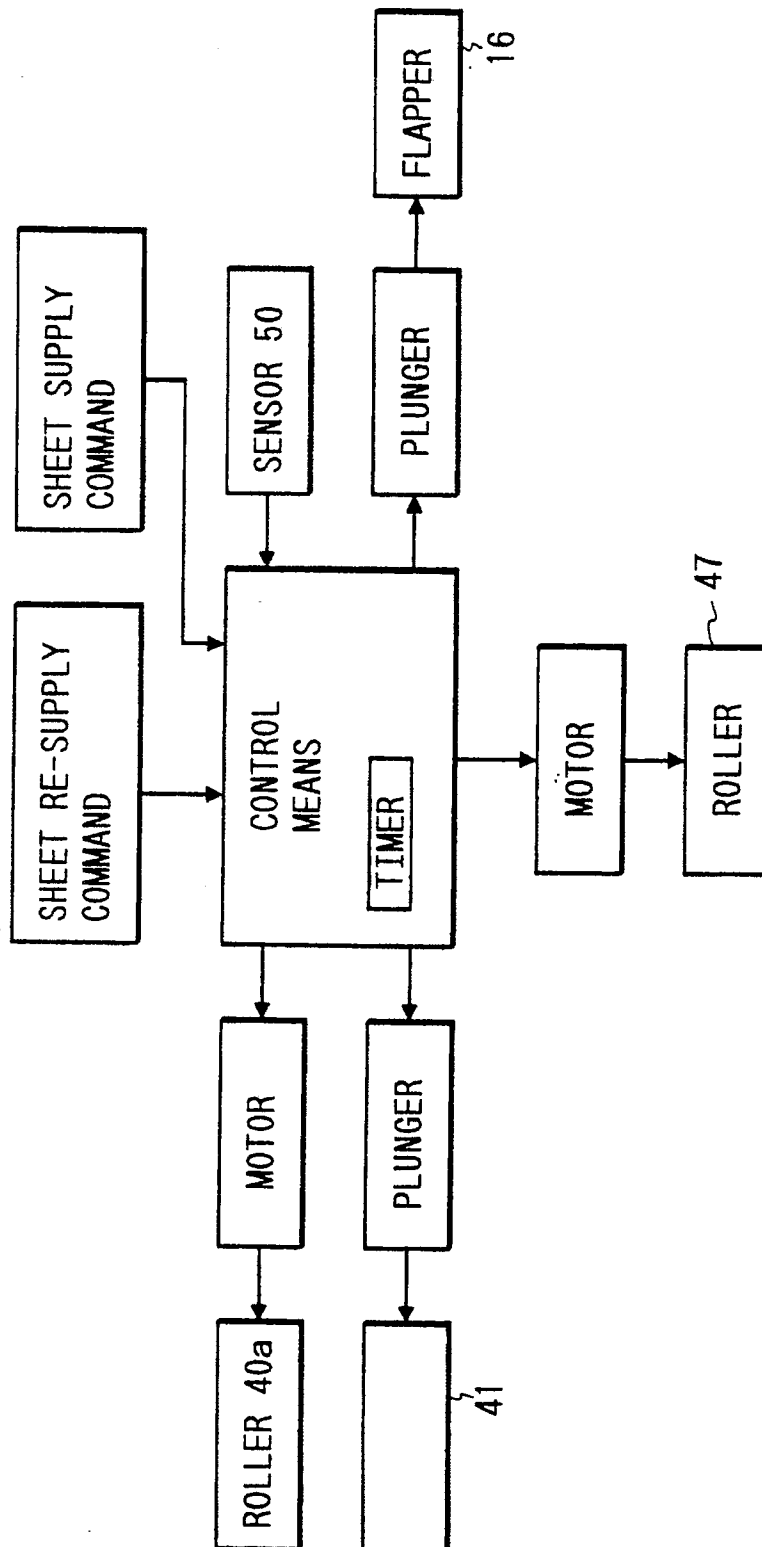 SHEET RE-SUPPLY
COMMAND
SHEET SUPPLY
COMMAND
ROLLER 40a
MOTOR
CONTROL
MEANS
TIMER
SENSOR 50
41
PLUNGER
PLUNGER
FLAPPER
16
MOTOR
ROLLER
47